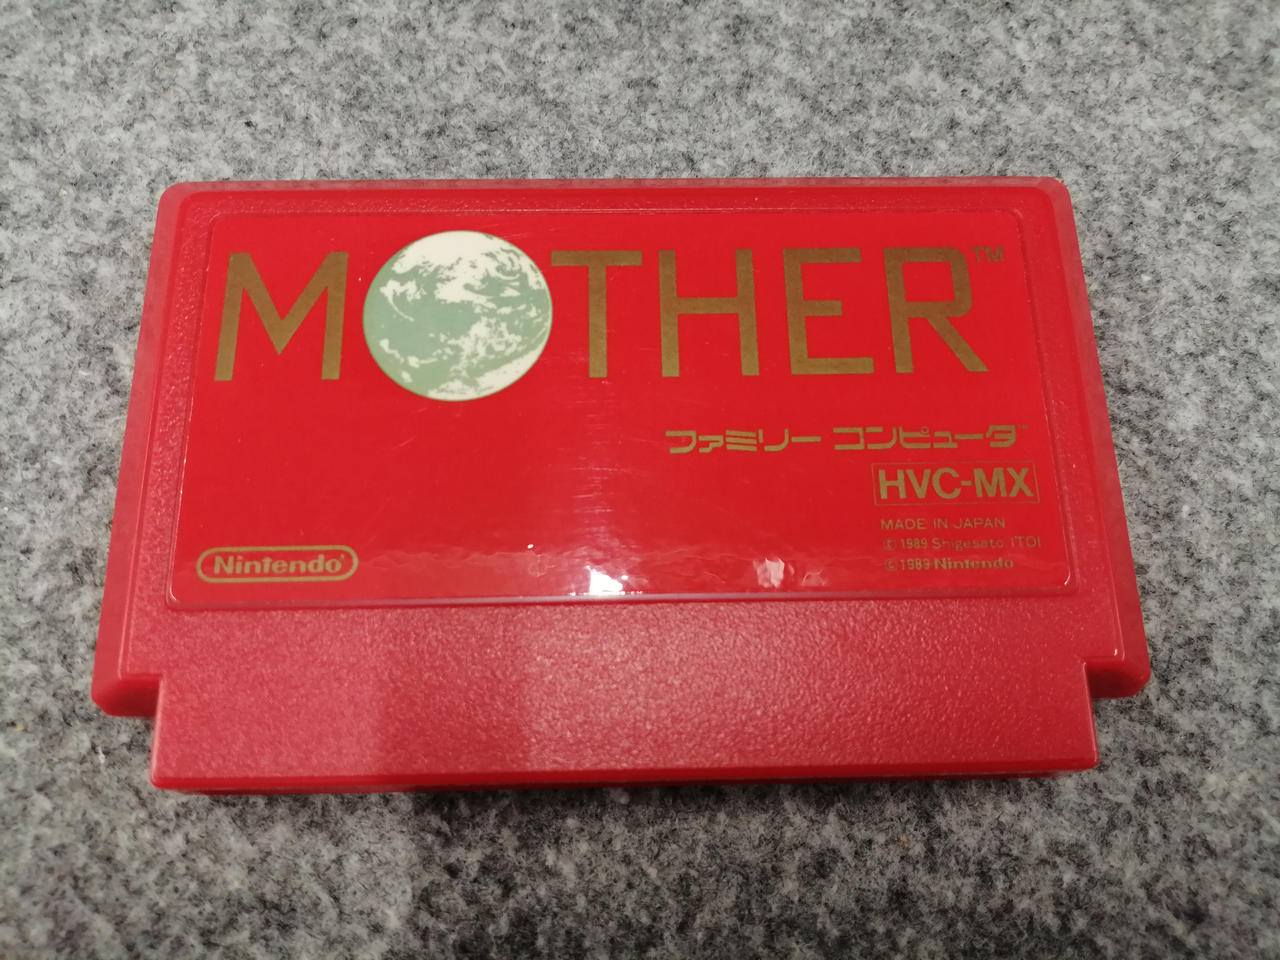 MOTHER™
ファミリー コンピュータ™
HVC-MX
MADE IN JAPAN
© 1989 Shigesato ITOI
© 1989 Nintendo
Nintendo®